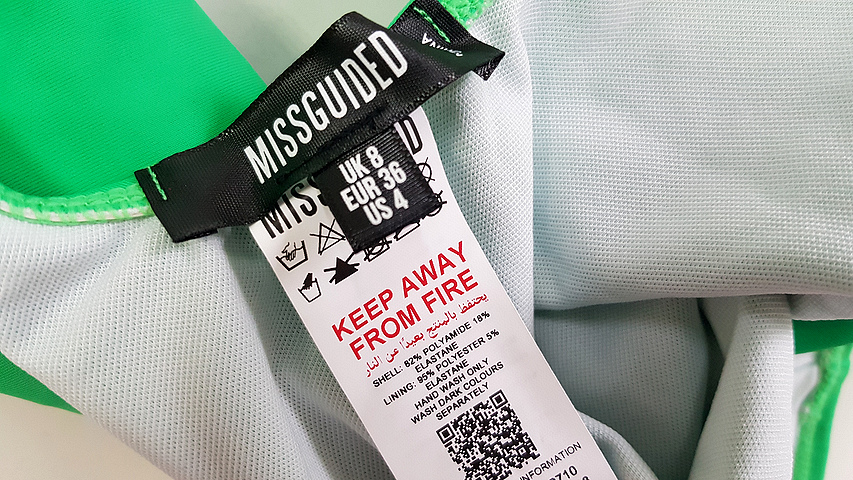 MISSGUIDED
UK 8
EUR 36
US 4
KEEP AWAY
FROM FIRE
يحتفظ بالمنتج بعيدًا عن النار
SHELL: 82% POLYAMIDE 18%
ELASTANE
LINING: 95% POLYESTER 5%
ELASTANE
HAND WASH ONLY
WASH DARK COLOURS
SEPARATELY
INFORMATION